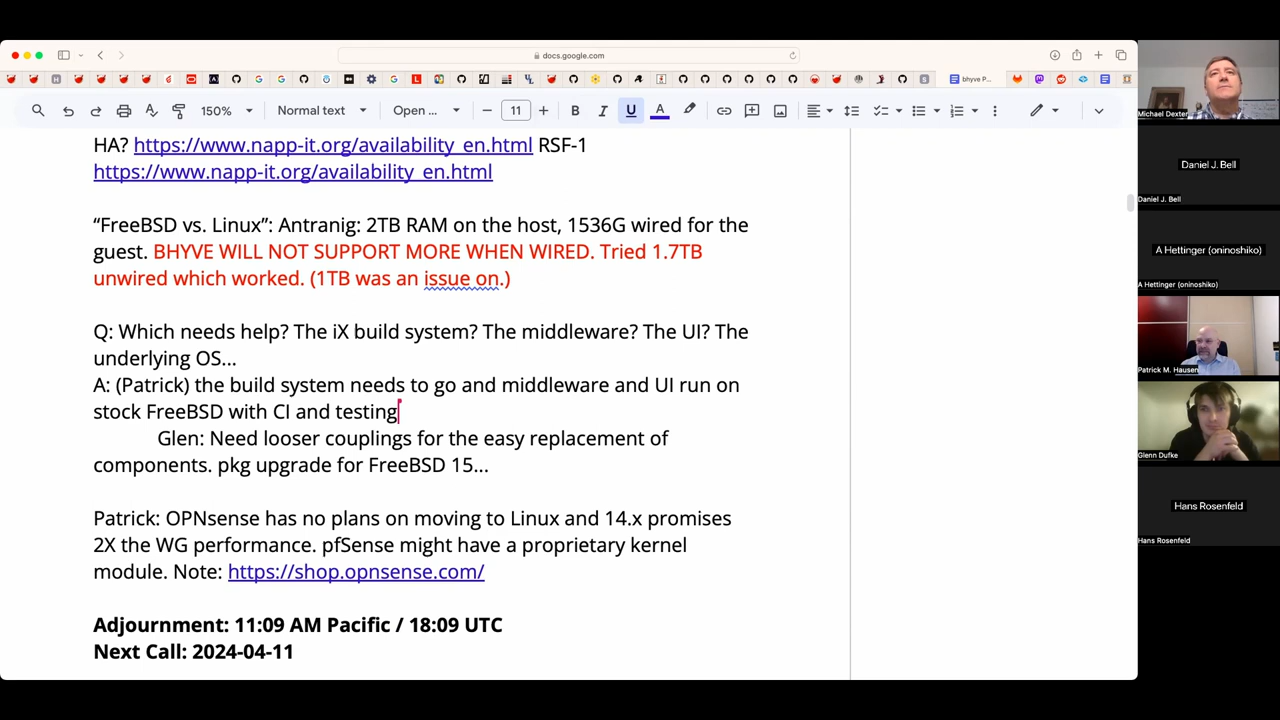 docs.google.com
bhyve P...
150%
Normal text
Open ...
11
HA? https://www.napp-it.org/availability_en.html RSF-1
https://www.napp-it.org/availability_en.html
“FreeBSD vs. Linux”: Antranig: 2TB RAM on the host, 1536G wired for the
guest. BHYVE WILL NOT SUPPORT MORE WHEN WIRED. Tried 1.7TB
unwired which worked. (1TB was an issue on.)
Q: Which needs help? The iX build system? The middleware? The UI? The
underlying OS...
A: (Patrick) the build system needs to go and middleware and UI run on
stock FreeBSD with CI and testing
Glen: Need looser couplings for the easy replacement of
components. pkg upgrade for FreeBSD 15...
Patrick: OPNsense has no plans on moving to Linux and 14.x promises
2X the WG performance. pfSense might have a proprietary kernel
module. Note: https://shop.opnsense.com/
Adjournment: 11:09 AM Pacific / 18:09 UTC
Next Call: 2024-04-11
Michael Dexter
Daniel J. Bell
Daniel J. Bell
A Hettinger (oninoshiko)
A Hettinger (oninoshiko)
Patrick M. Hausen
Glenn Dufke
Hans Rosenfeld
Hans Rosenfeld